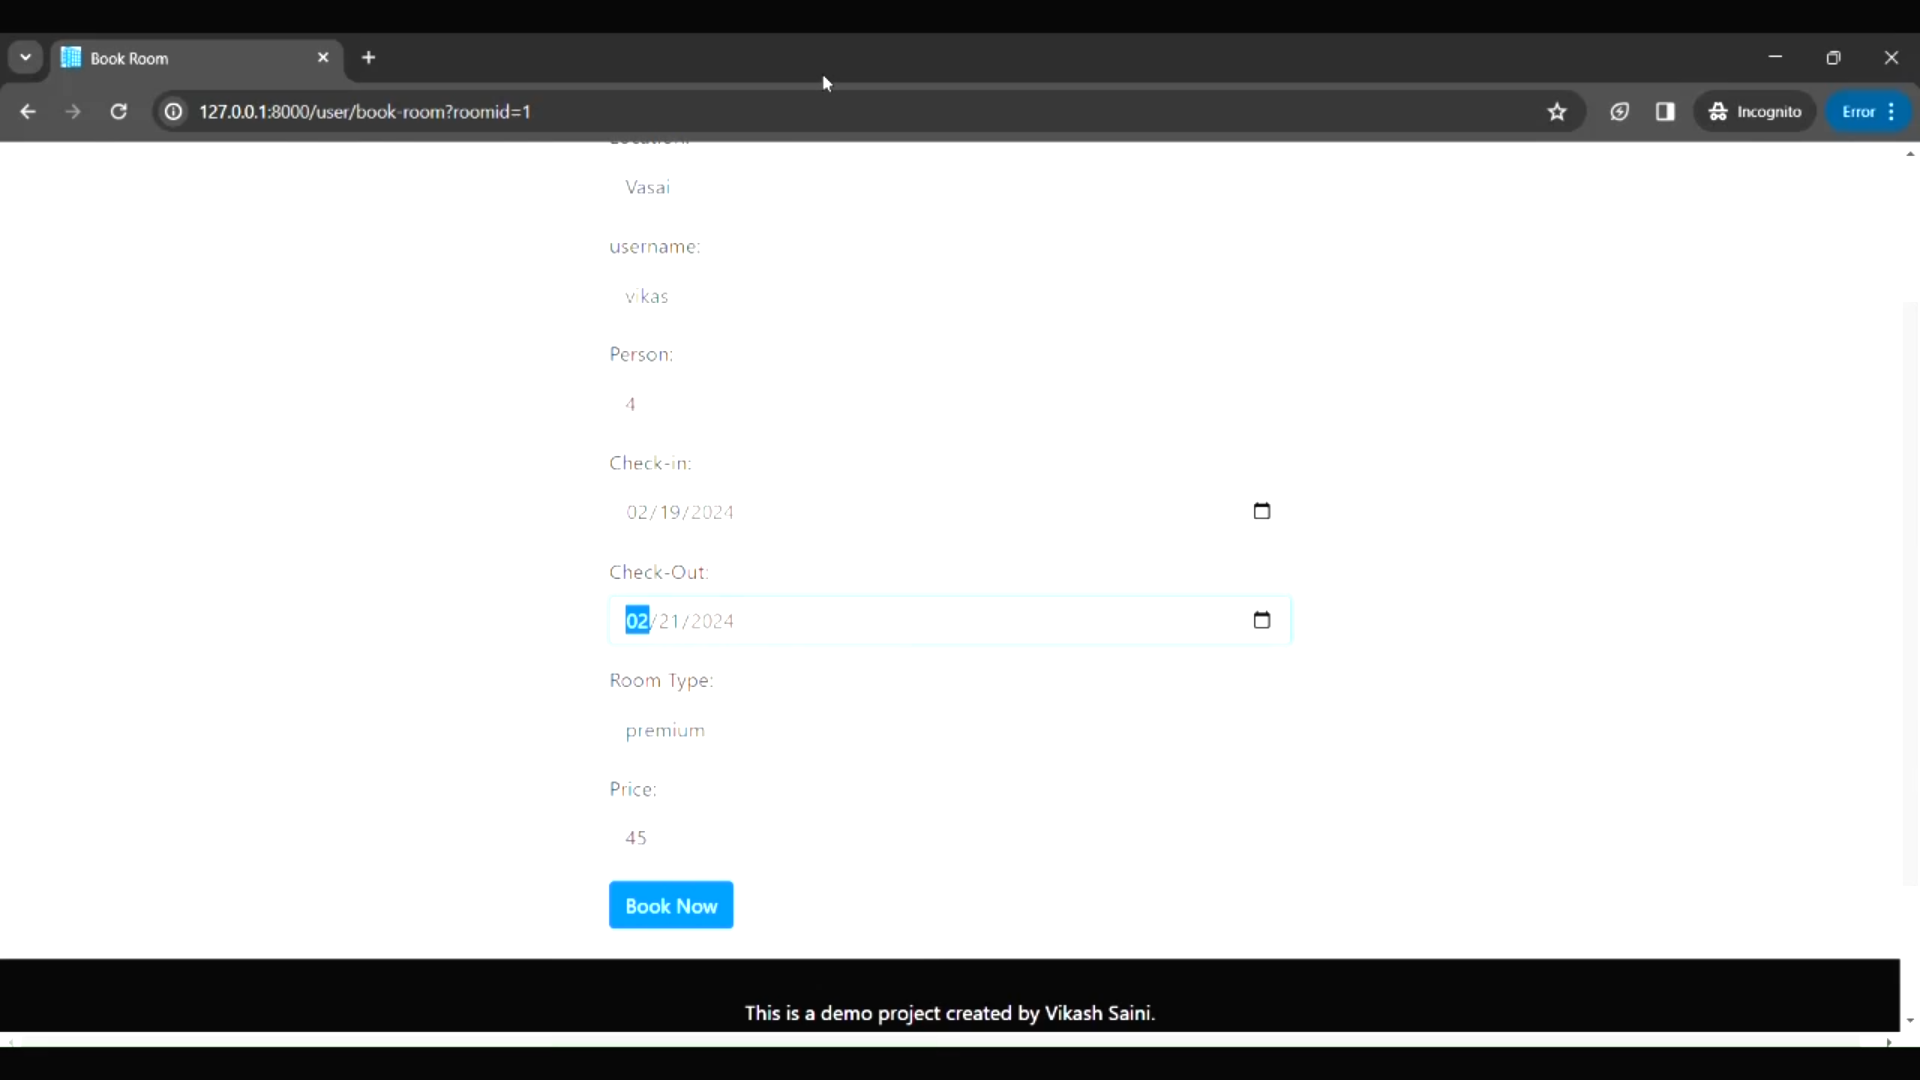 Book Room
127.0.0.1:8000/user/book-room?roomid=1
Incognito
Error
Location:
Vasai
username:
vikas
Person:
4
Check-in:
02/19/2024
Check-Out:
02/21/2024
Room Type:
premium
Price:
45
Book Now
This is a demo project created by Vikash Saini.